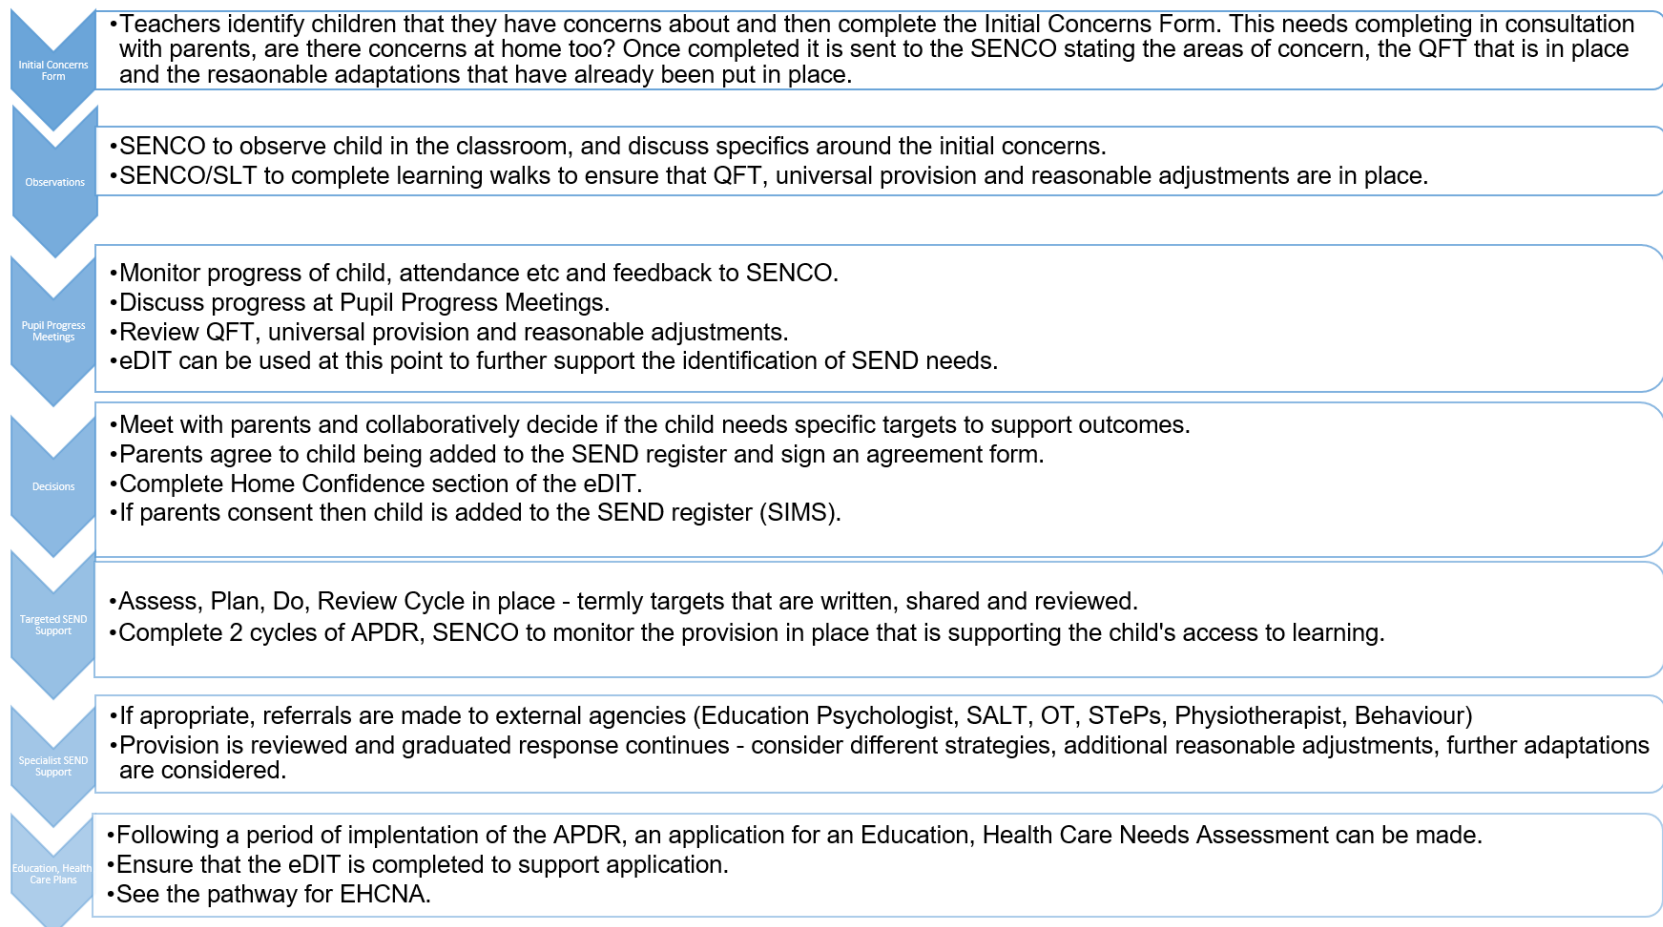 Initial Concerns
Form
•Teachers identify children that they have concerns about and then complete the Initial Concerns Form. This needs completing in consultation
with parents, are there concerns at home too? Once completed it is sent to the SENCO stating the areas of concern, the QFT that is in place
and the resaonable adaptations that have already been put in place.
Observations
•SENCO to observe child in the classroom, and discuss specifics around the initial concerns.
•SENCO/SLT to complete learning walks to ensure that QFT, universal provision and reasonable adjustments are in place.
Pupil Progress
Meetings
•Monitor progress of child, attendance etc and feedback to SENCO.
•Discuss progress at Pupil Progress Meetings.
•Review QFT, universal provision and reasonable adjustments.
•eDIT can be used at this point to further support the identification of SEND needs.
Decisions
•Meet with parents and collaboratively decide if the child needs specific targets to support outcomes.
•Parents agree to child being added to the SEND register and sign an agreement form.
•Complete Home Confidence section of the eDIT.
•If parents consent then child is added to the SEND register (SIMS).
Targeted SEND
Support
•Assess, Plan, Do, Review Cycle in place - termly targets that are written, shared and reviewed.
•Complete 2 cycles of APDR, SENCO to monitor the provision in place that is supporting the child's access to learning.
Specialist SEND
Support
•If apropriate, referrals are made to external agencies (Education Psychologist, SALT, OT, STePs, Physiotherapist, Behaviour)
•Provision is reviewed and graduated response continues - consider different strategies, additional reasonable adjustments, further adaptations
are considered.
Education, Health
Care Plans
•Following a period of implentation of the APDR, an application for an Education, Health Care Needs Assessment can be made.
•Ensure that the eDIT is completed to support application.
•See the pathway for EHCNA.